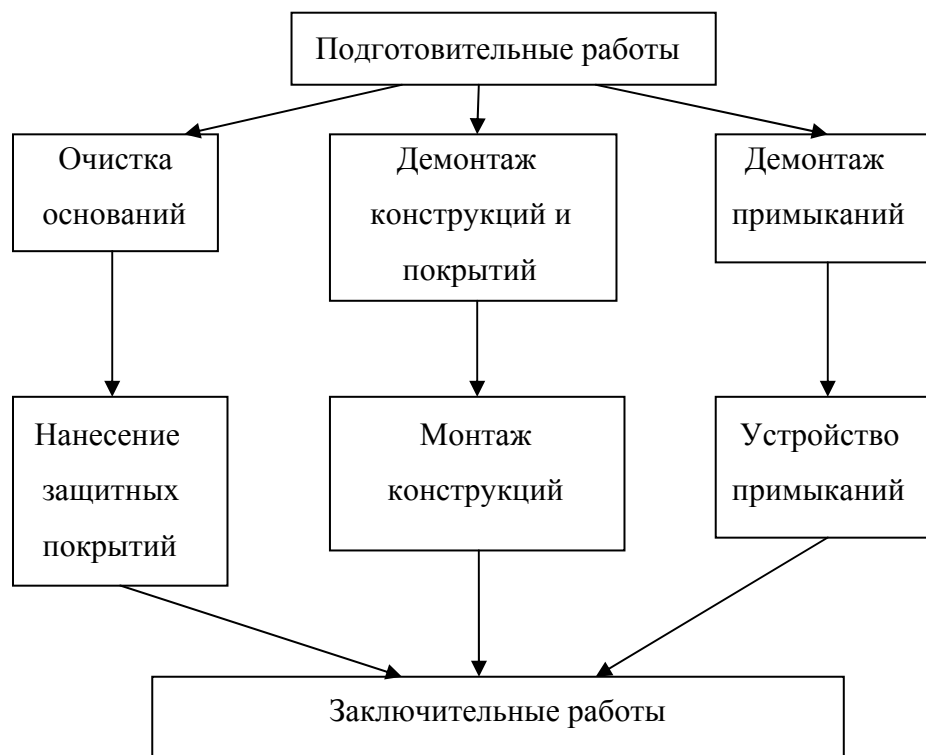 Подготовительные работы
Очистка
оснований
Демонтаж
конструкций и
покрытий
Демонтаж
примыканий
Нанесение
защитных
покрытий
Монтаж
конструкций
Устройство
примыканий
Заключительные работы